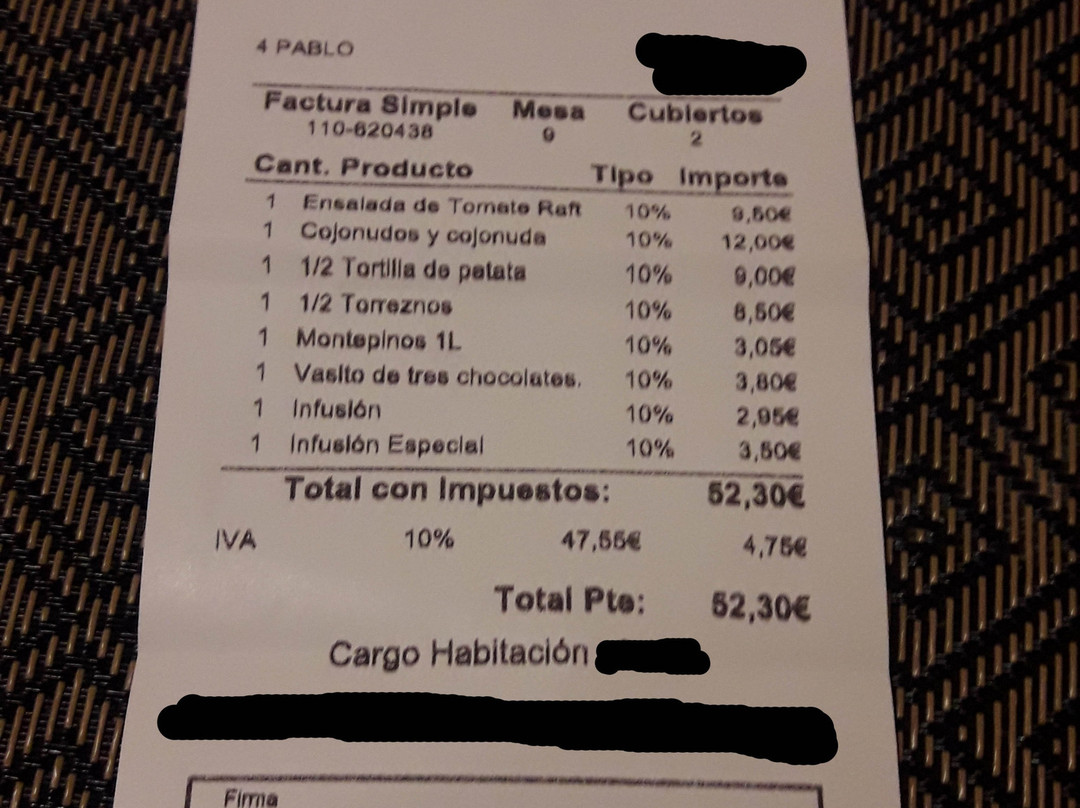 4 PABLO
Factura Simple Mesa Cubiertos
110-620438 9 2
Cant. Producto Tipo Importe
1 Ensalada de Tomate Raft 10% 9,50€
1 Cojonudos y cojonuda 10% 12,00€
1 1/2 Tortilla de patata 10% 9,00€
1 1/2 Torreznos 10% 8,50€
1 Montepinos 1L 10% 3,05€
1 Vasito de tres chocolates. 10% 3,80€
1 Infusión 10% 2,95€
1 Infusión Especial 10% 3,50€
Total con Impuestos: 52,30€
IVA 10% 47,55€ 4,75€
Total Pte: 52,30€
Cargo Habitación
Firma